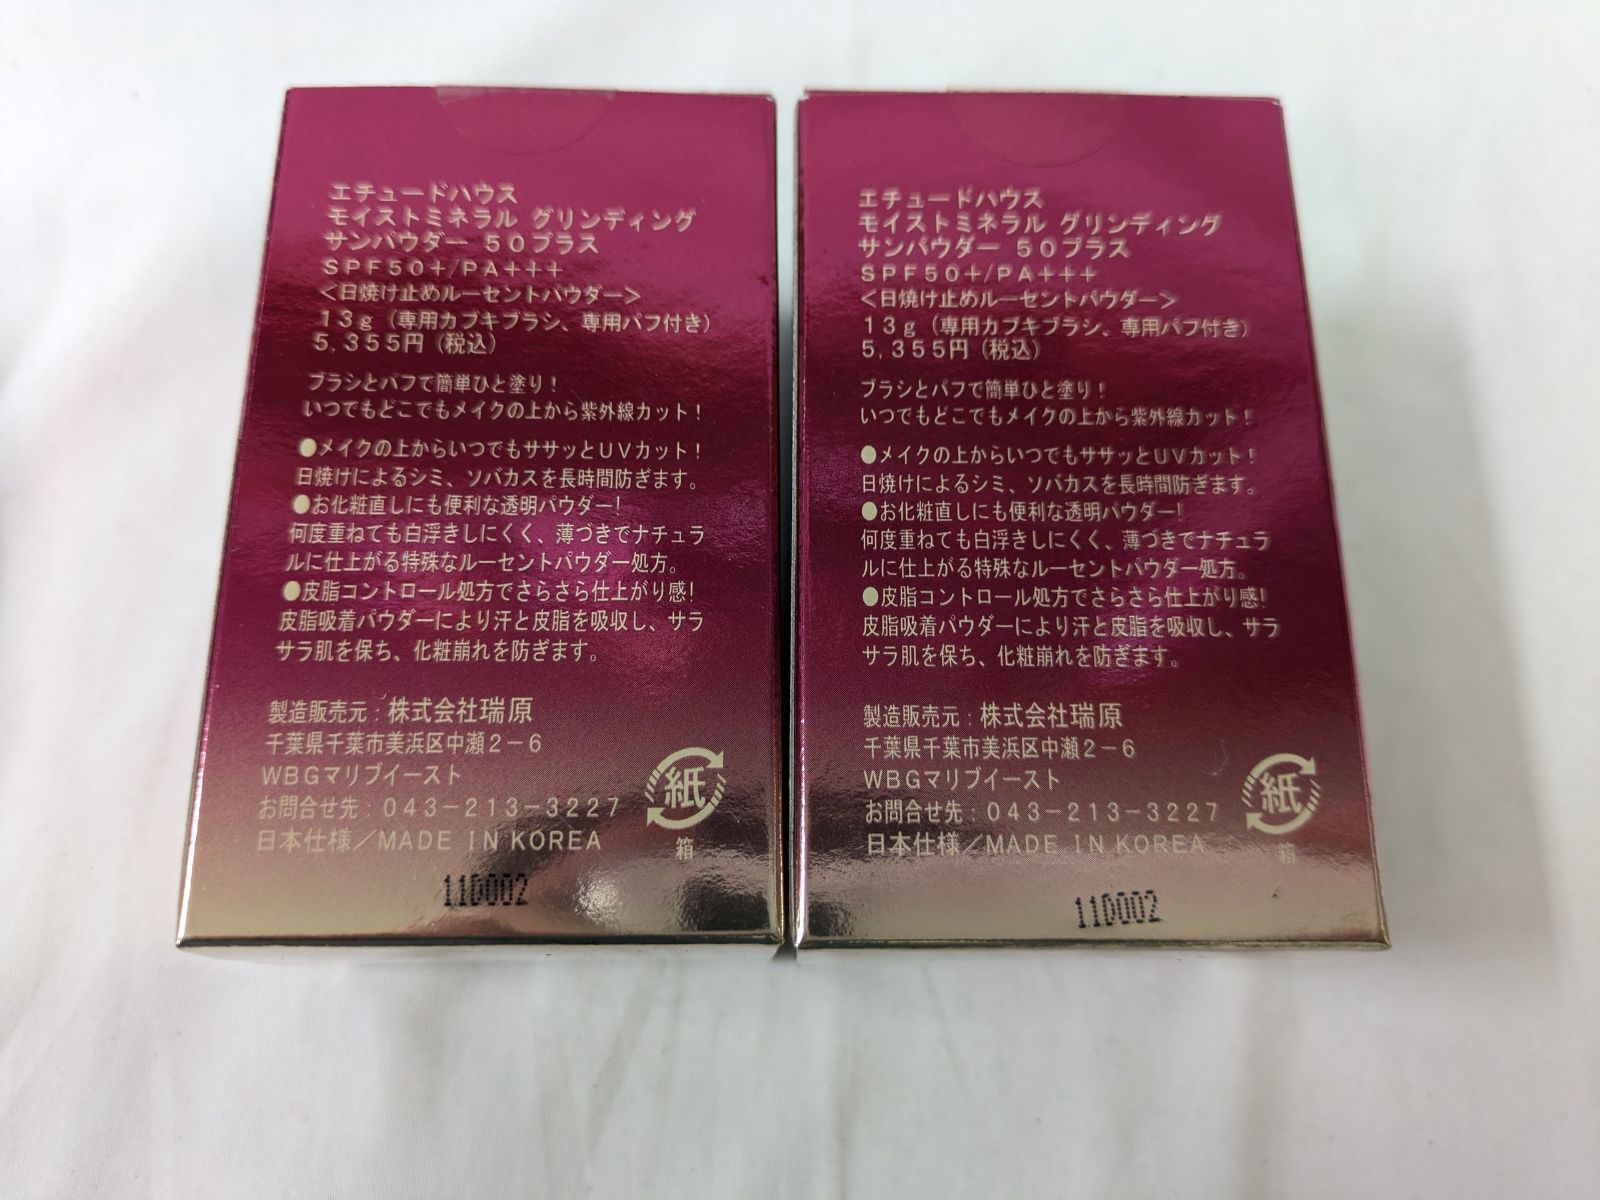 エチュードハウス
モイストミネラル グリンディング
サンパウダー 50プラス
SPF50+/PA+++
<日焼け止めルーセントパウダー>
13g（専用カブキブラシ、専用パフ付き）
5,355円（税込）
ブラシとパフで簡単ひと塗り！
いつでもどこでもメイクの上から紫外線カット！
●メイクの上からいつでもササッとUVカット！
日焼けによるシミ、ソバカスを長時間防ぎます。
●お化粧直しにも便利な透明パウダー！
何度重ねても白浮きしにくく、薄づきでナチュラ
ルに仕上がる特殊なルーセントパウダー処方。
●皮脂コントロール処方でさらさら仕上がり感！
皮脂吸着パウダーにより汗と皮脂を吸収し、サラ
サラ肌を保ち、化粧崩れを防ぎます。
製造販売元：株式会社瑞原
千葉県千葉市美浜区中瀬2－6
WBGマリブイースト
お問合せ先：043－213－3227
日本仕様／MADE IN KOREA
紙
箱
11D002
エチュードハウス
モイストミネラル グリンディング
サンパウダー 50プラス
SPF50+/PA+++
<日焼け止めルーセントパウダー>
13g（専用カブキブラシ、専用パフ付き）
5,355円（税込）
ブラシとパフで簡単ひと塗り！
いつでもどこでもメイクの上から紫外線カット！
●メイクの上からいつでもササッとUVカット！
日焼けによるシミ、ソバカスを長時間防ぎます。
●お化粧直しにも便利な透明パウダー！
何度重ねても白浮きしにくく、薄づきでナチュラ
ルに仕上がる特殊なルーセントパウダー処方。
●皮脂コントロール処方でさらさら仕上がり感！
皮脂吸着パウダーにより汗と皮脂を吸収し、サラ
サラ肌を保ち、化粧崩れを防ぎます。
製造販売元：株式会社瑞原
千葉県千葉市美浜区中瀬2－6
WBGマリブイースト
お問合せ先：043－213－3227
日本仕様／MADE IN KOREA
紙
箱
11D002